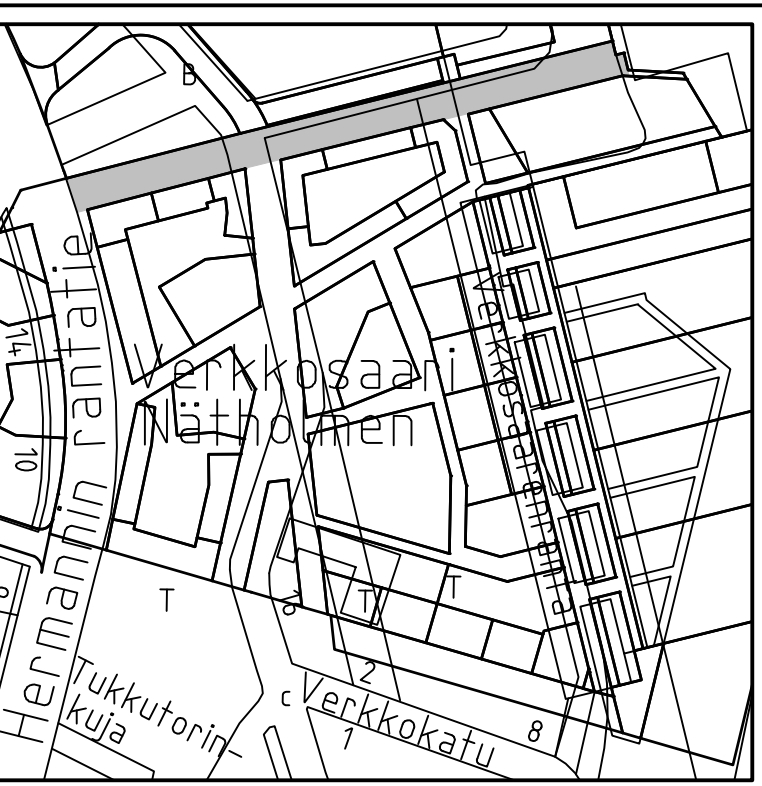 B
14
10
Hermannin rantatie
Verkkosaari
Nätholmen
Verkkosaarenranta
T
T
T
16
2
Tukkutorin-
kuja
c
Verkkokatu
1
8